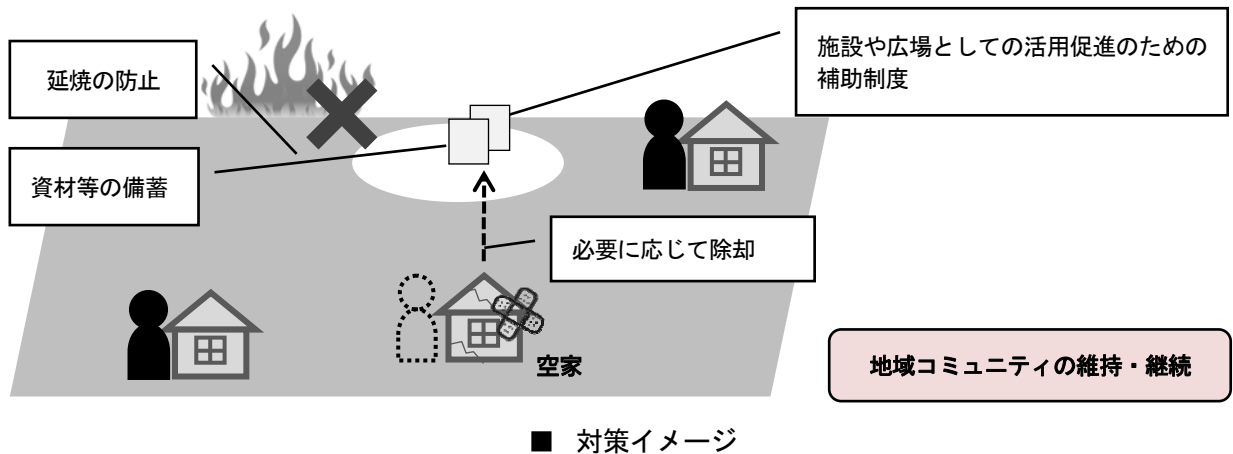 延焼の防止
施設や広場としての活用促進のための
補助制度
資材等の備蓄
必要に応じて除却
空家
地域コミュニティの維持・継続
■ 対策イメージ